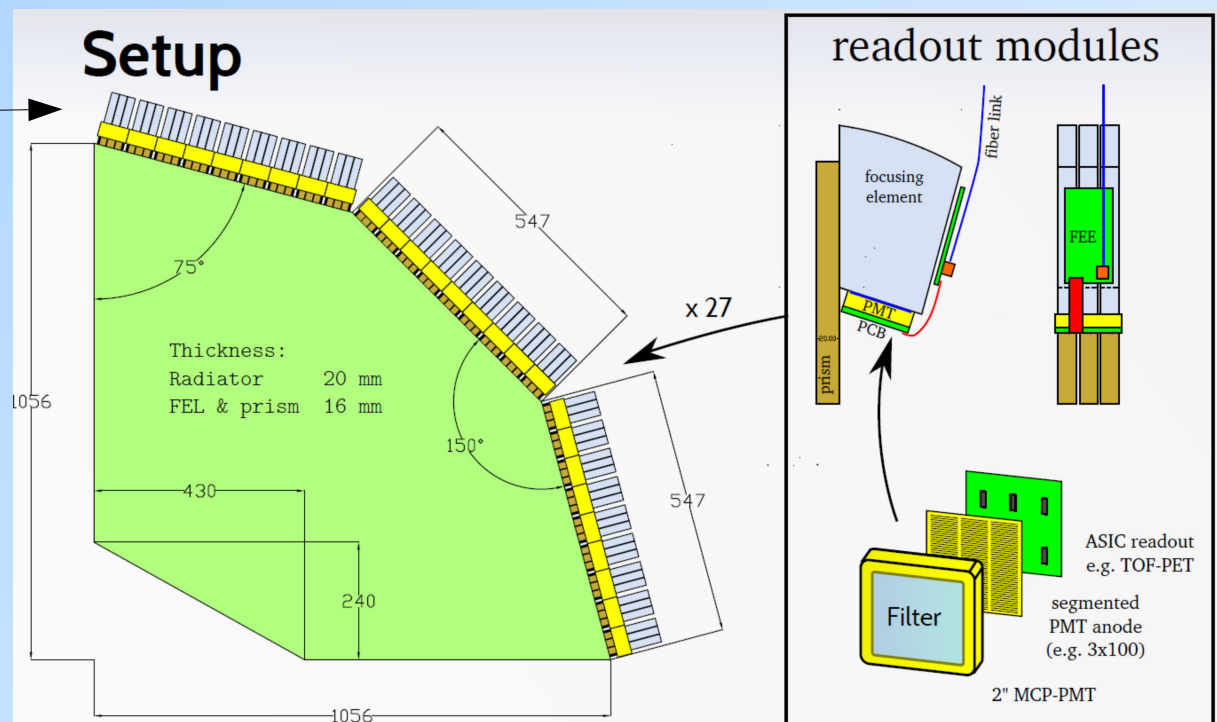 Setup
547
75°
x 27
Thickness:
Radiator 20 mm
FEL & prism 16 mm
1056
150°
430
547
240
1056
readout modules
fiber link
focusing
element
FEE
PMT
PCB
20.00
prism
ASIC readout
e.g. TOF-PET
segmented
PMT anode
(e.g. 3x100)
Filter
2" MCP-PMT